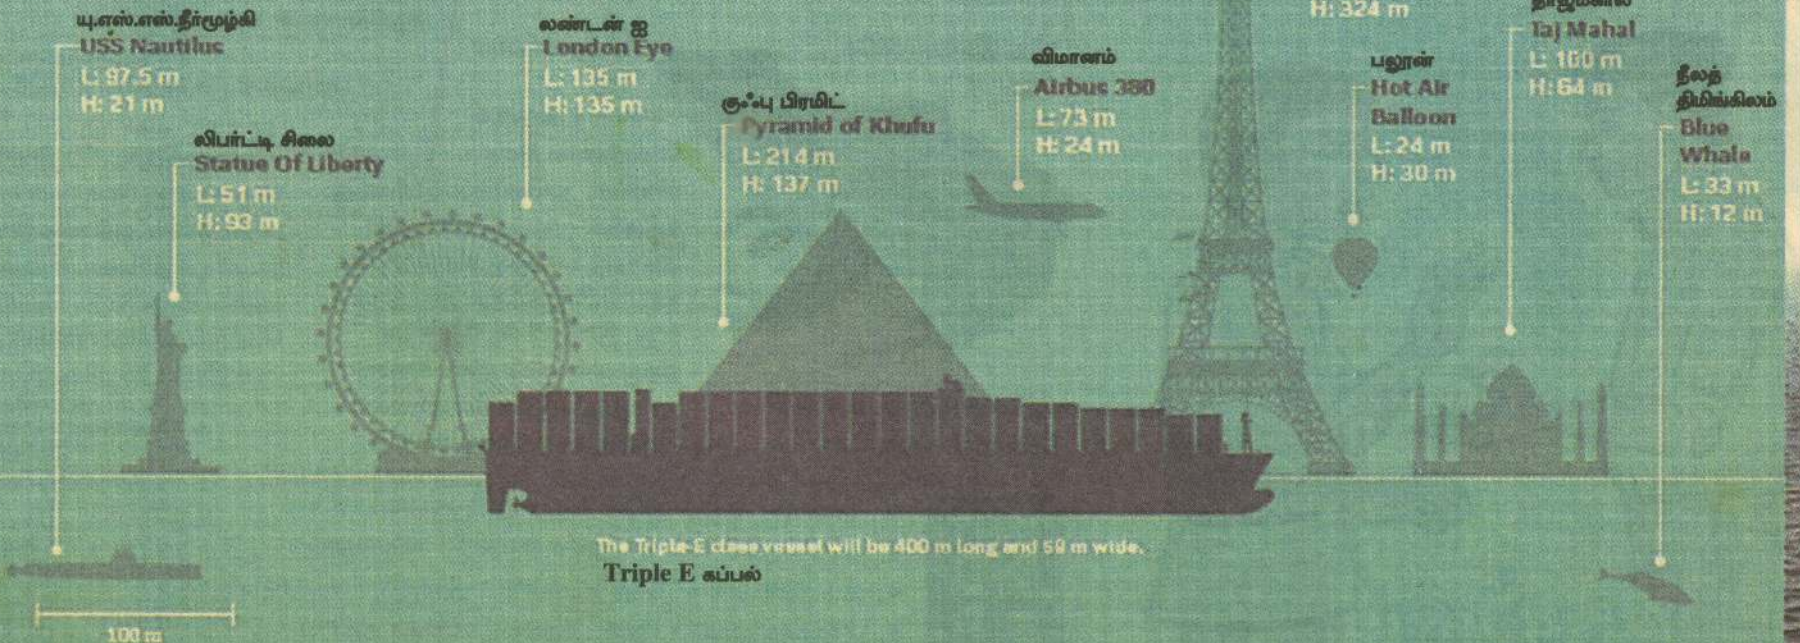 யு.எஸ்.எஸ்.நீர்மூழ்கி
USS Nautilus
L: 97.5 m
H: 21 m
லிபர்ட்டி சிலை
Statue Of Liberty
L: 51 m
H: 93 m
லண்டன் ஐ
London Eye
L: 135 m
H: 135 m
குஃபு பிரமிட்
Pyramid of Khufu
L: 214 m
H: 137 m
விமானம்
Airbus 380
L: 73 m
H: 24 m
H: 324 m
பலூன்
Hot Air
Balloon
L: 24 m
H: 30 m
தாஜ்மகால்
Taj Mahal
L: 100 m
H: 64 m
நீலத்
திமிங்கிலம்
Blue
Whale
L: 33 m
H: 12 m
The Triple-E class vessel will be 400 m long and 59 m wide.
Triple E கப்பல்
100 m